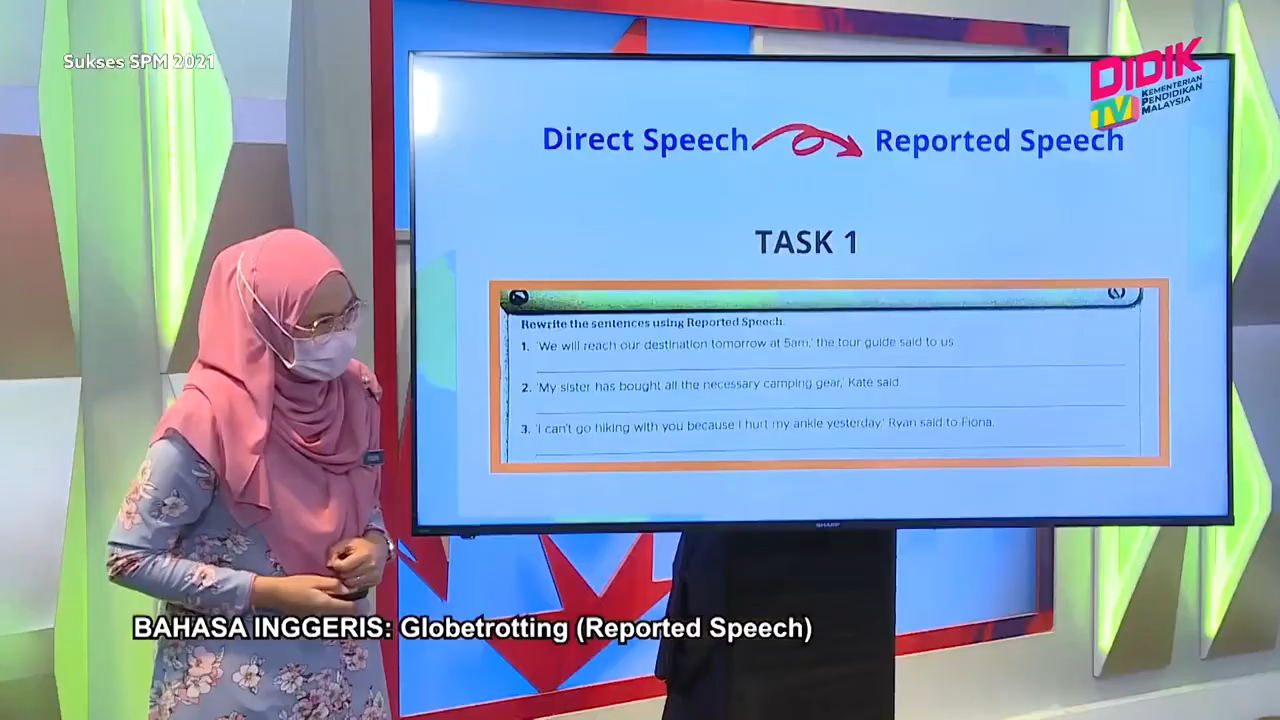 Sukses SPM 2021
DIDIK
TV
KEMENTERIAN
PENDIDIKAN
MALAYSIA
Direct Speech Reported Speech
TASK 1
Rewrite the sentences using Reported Speech.
1. 'We will reach our destination tomorrow at 5am,' the tour guide said to us
2. 'My sister has bought all the necessary camping gear,' Kate said.
3. 'I can't go hiking with you because I hurt my ankle yesterday.' Ryan said to Fiona.
SHARP
BAHASA INGGERIS: Globetrotting (Reported Speech)